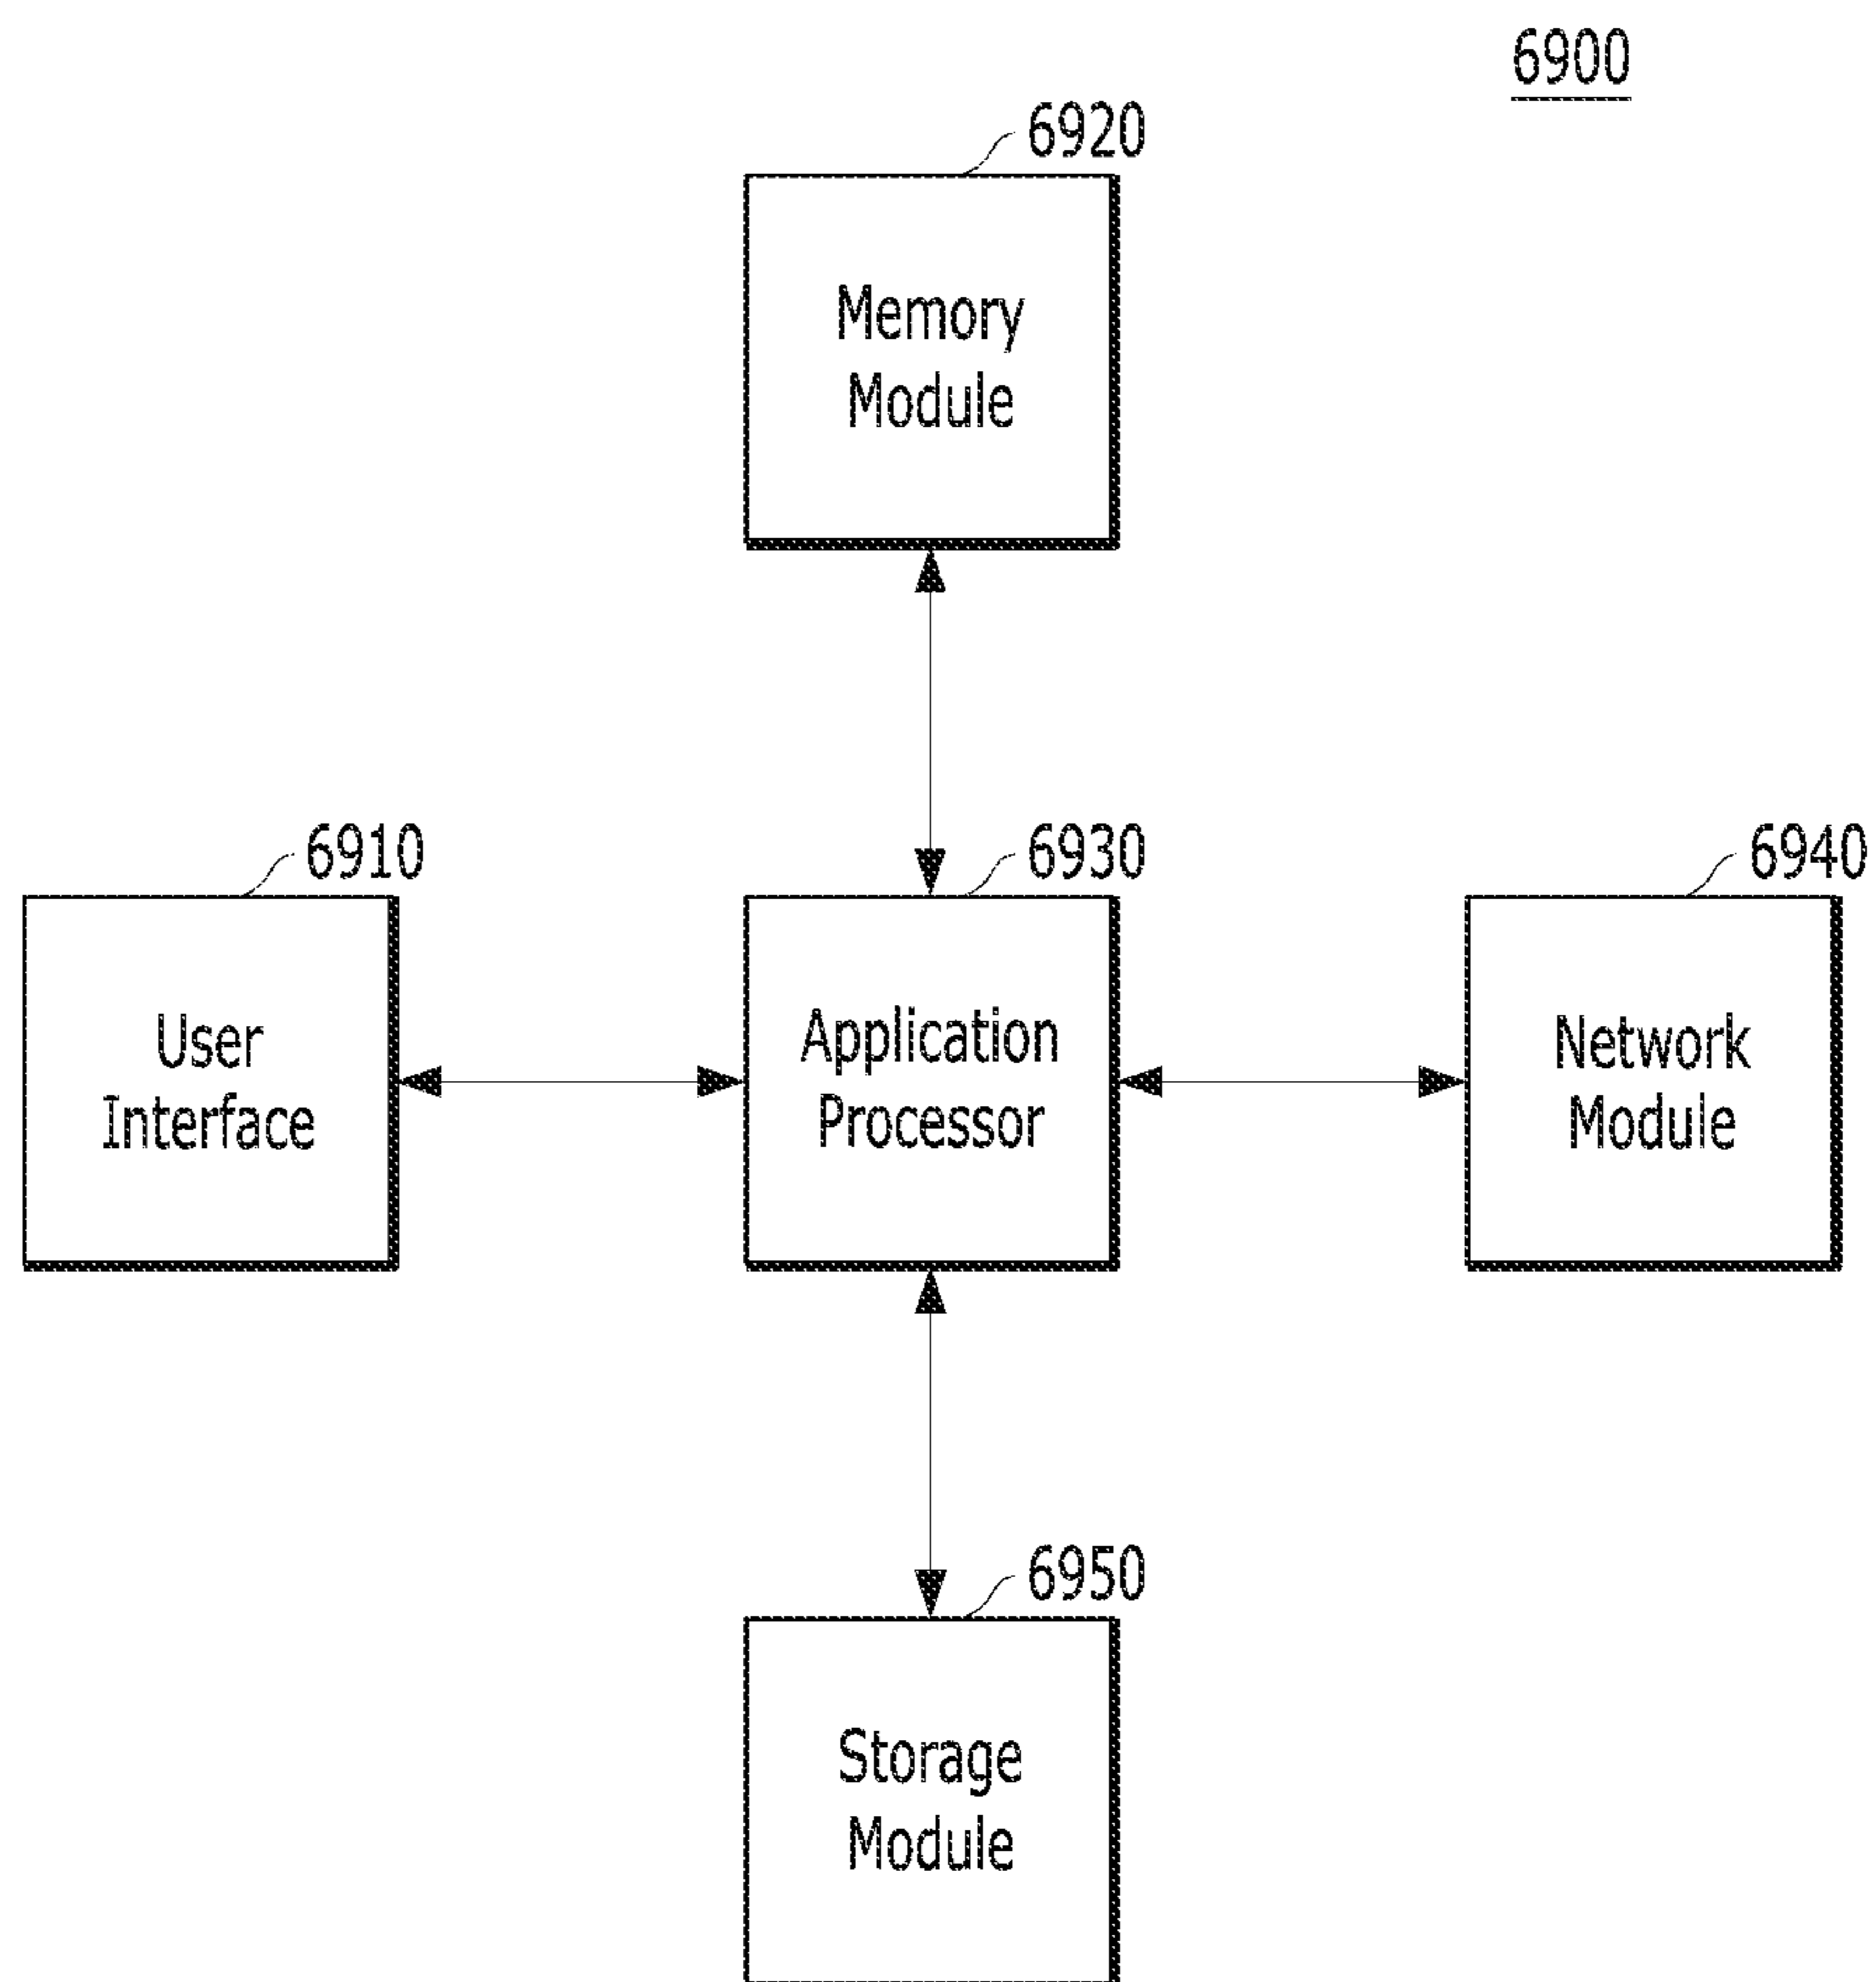 6900
6920
Memory
Module
6910
6930
6940
User
Interface
Application
Processor
Network
Module
6950
Storage
Module